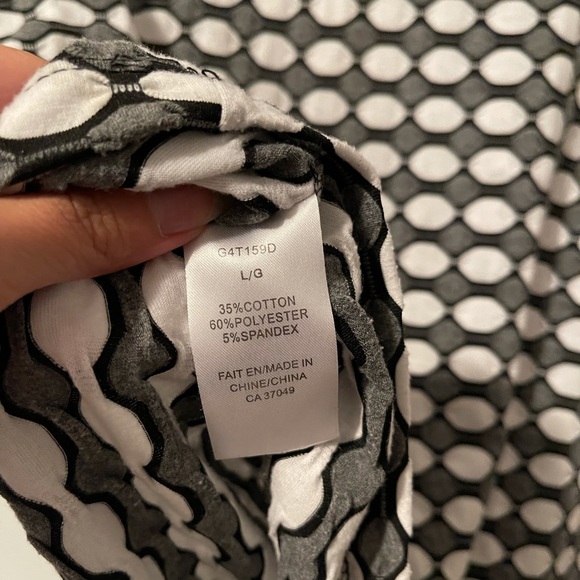 G4T159D
L/G
35%COTTON
60%POLYESTER
5%SPANDEX
FAIT EN/MADE IN
CHINE/CHINA
CA 37049